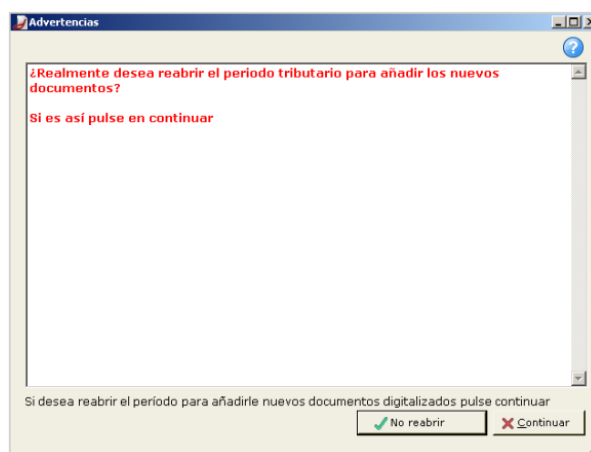 Advertencias
¿Realmente desea reabrir el periodo tributario para añadir los nuevos
documentos?
Si es así pulse en continuar
Si desea reabrir el período para añadirle nuevos documentos digitalizados pulse continuar
No reabrir
Continuar